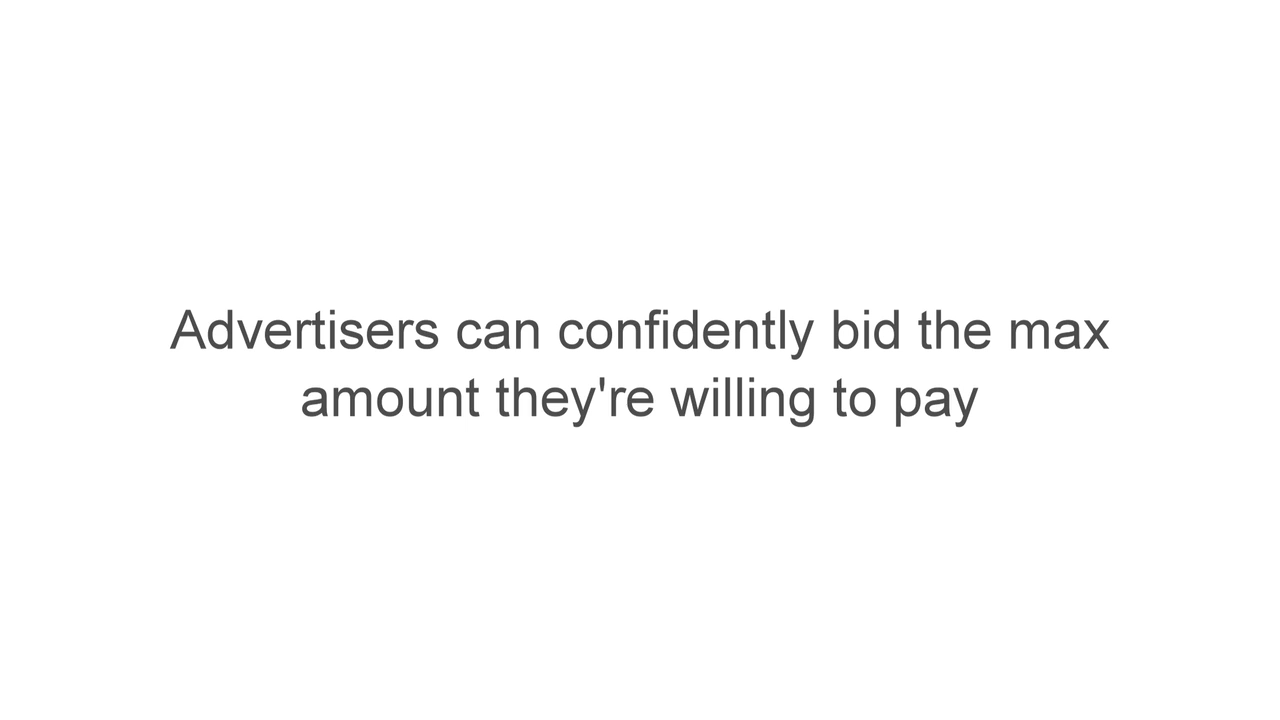 Advertisers can confidently bid the max
amount they're willing to pay